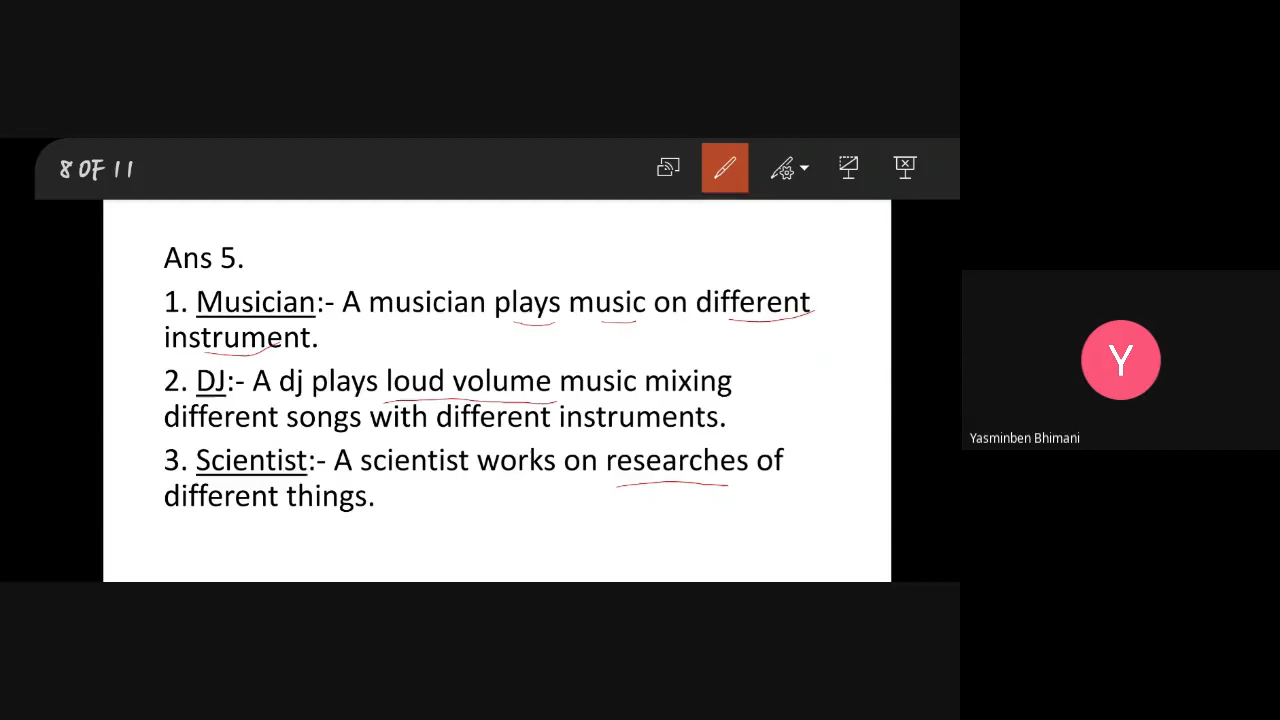 8 OF 11
Ans 5.
1. Musician:- A musician plays music on different
instrument.
2. DJ:- A dj plays loud volume music mixing
different songs with different instruments.
3. Scientist:- A scientist works on researches of
different things.
Y
Yasminben Bhimani